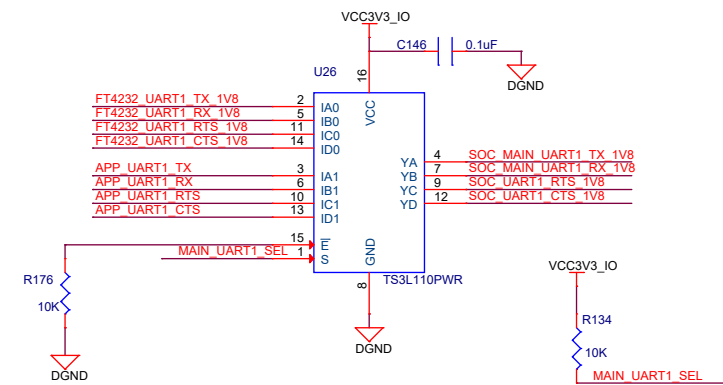 VCC3V3_IO
C146 0.1uF
DGND
U26
16
VCC
FT4232_UART1_TX_1V8 2 IA0
FT4232_UART1_RX_1V8 5 IB0
FT4232_UART1_RTS_1V8 11 IC0
FT4232_UART1_CTS_1V8 14 ID0
YA 4 SOC_MAIN_UART1_TX_1V8
YB 7 SOC_MAIN_UART1_RX_1V8
YC 9 SOC_UART1_RTS_1V8
YD 12 SOC_UART1_CTS_1V8
APP_UART1_TX 3 IA1
APP_UART1_RX 6 IB1
APP_UART1_RTS 10 IC1
APP_UART1_CTS 13 ID1
15 E
MAIN_UART1_SEL 1 S
GND
8
TS3L110PWR
R176
10K
DGND
DGND
VCC3V3_IO
R134
10K
MAIN_UART1_SEL